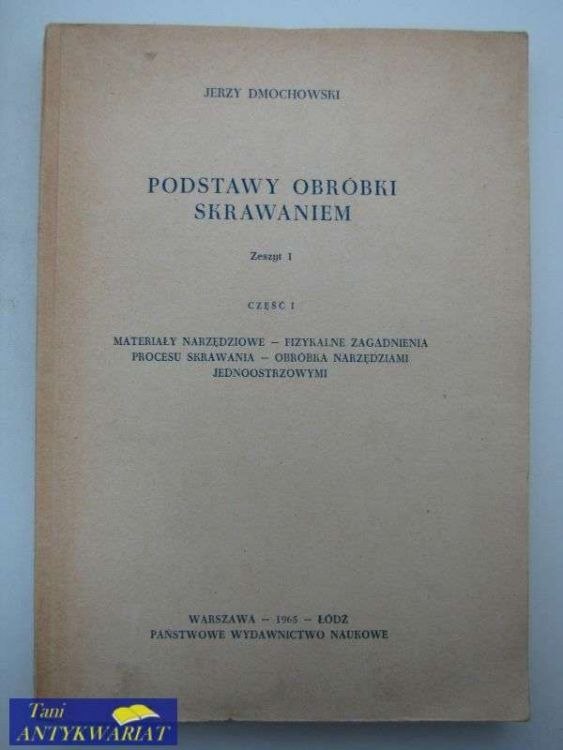 JERZY DMOCHOWSKI
PODSTAWY OBRÓBKI
SKRAWANIEM
Zeszyt 1
CZĘŚĆ I
MATERIAŁY NARZĘDZIOWE — FIZYKALNE ZAGADNIENIA
PROCESU SKRAWANIA — OBRÓBKA NARZĘDZIAMI
JEDNOOSTRZOWYMI
WARSZAWA — 1965 — ŁÓDŹ
PAŃSTWOWE WYDAWNICTWO NAUKOWE
Tani
ANTYKWARIAT